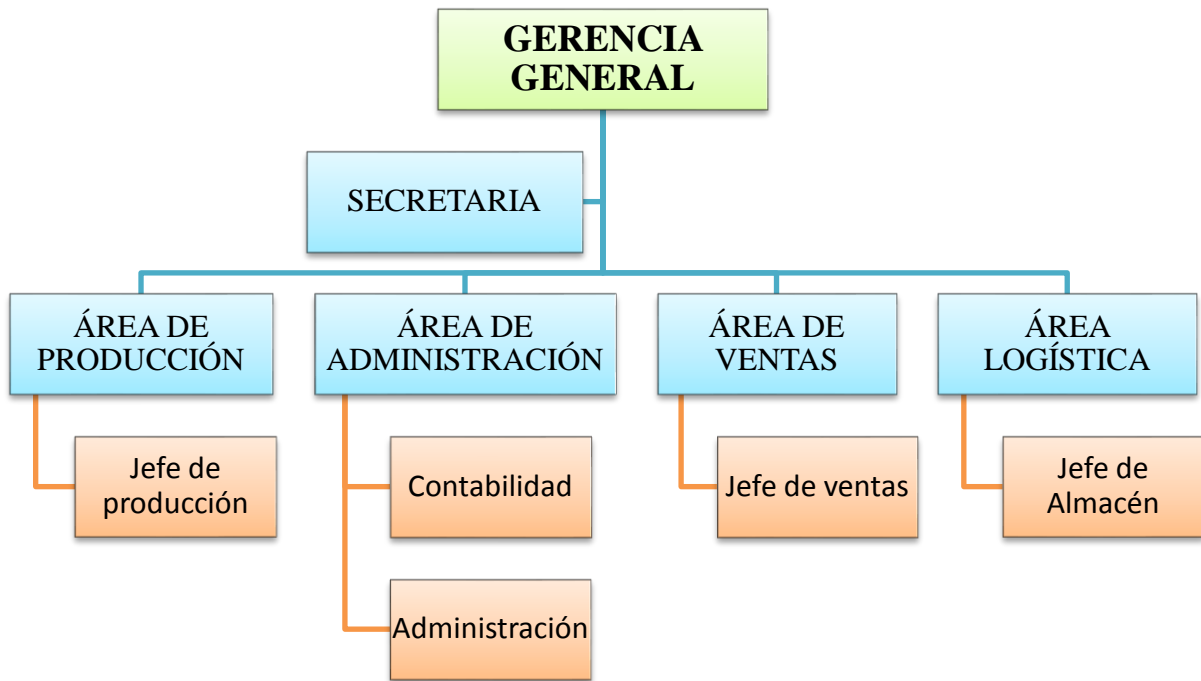 GERENCIA
GENERAL
SECRETARIA
ÁREA DE
PRODUCCIÓN
ÁREA DE
ADMINISTRACIÓN
ÁREA DE
VENTAS
ÁREA
LOGÍSTICA
Jefe de
producción
Contabilidad
Jefe de ventas
Jefe de
Almacén
Administración